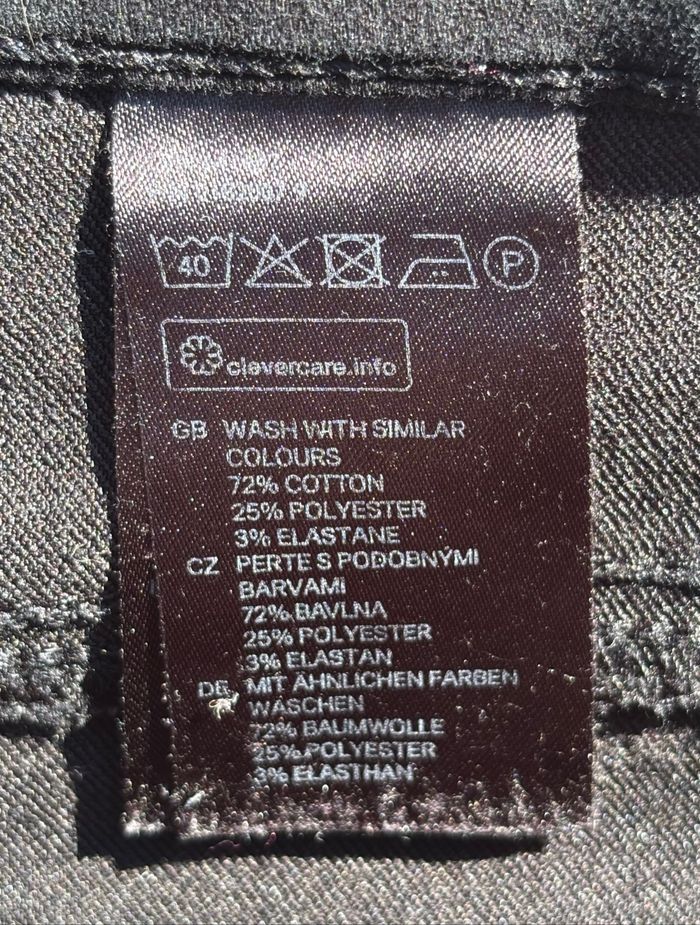 40 P
clevercare.info
GB WASH WITH SIMILAR
COLOURS
72% COTTON
25% POLYESTER
3% ELASTANE
CZ PERTE S PODOBNÝMI
BARVAMI
72% BAVLNA
25% POLYESTER
3% ELASTAN
DE MIT ÄHNLICHEN FARBEN
WASCHEN
72% BAUMWOLLE
25% POLYESTER
3% ELASTHAN